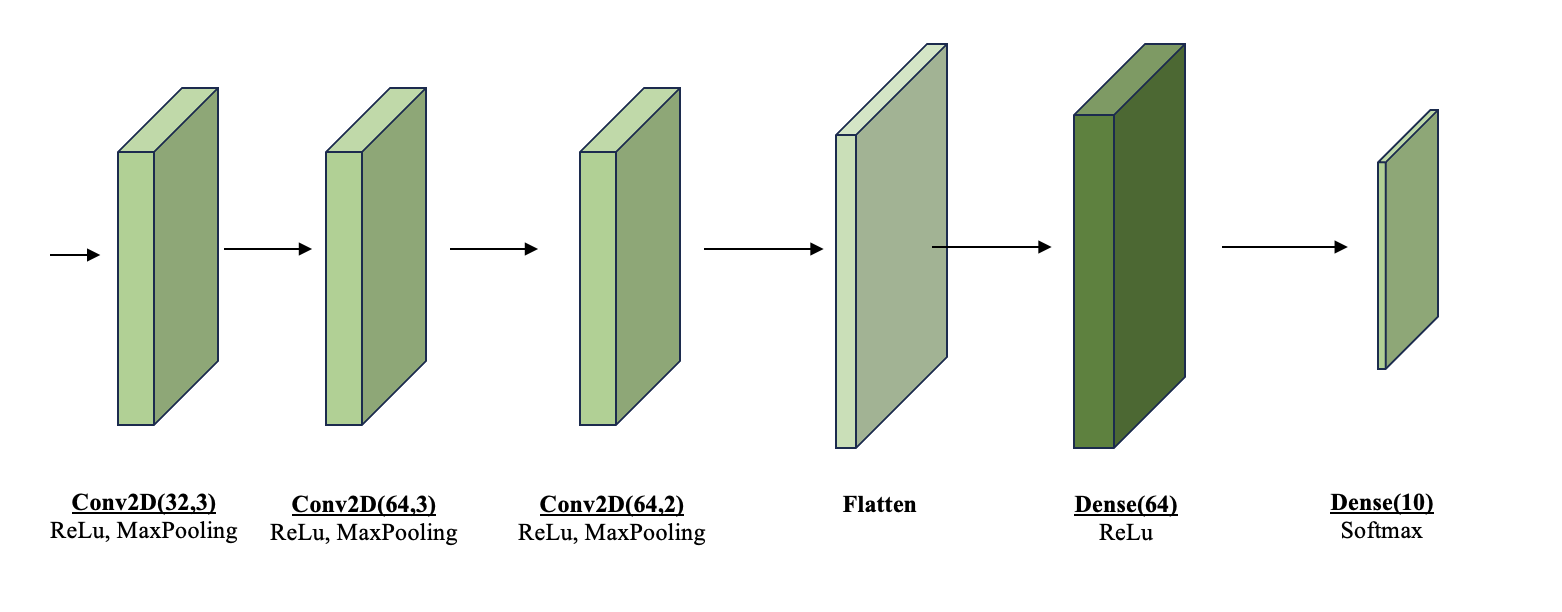 Conv2D(32,3)
ReLu, MaxPooling
Conv2D(64,3)
ReLu, MaxPooling
Conv2D(64,2)
ReLu, MaxPooling
Flatten
Dense(64)
ReLu
Dense(10)
Softmax